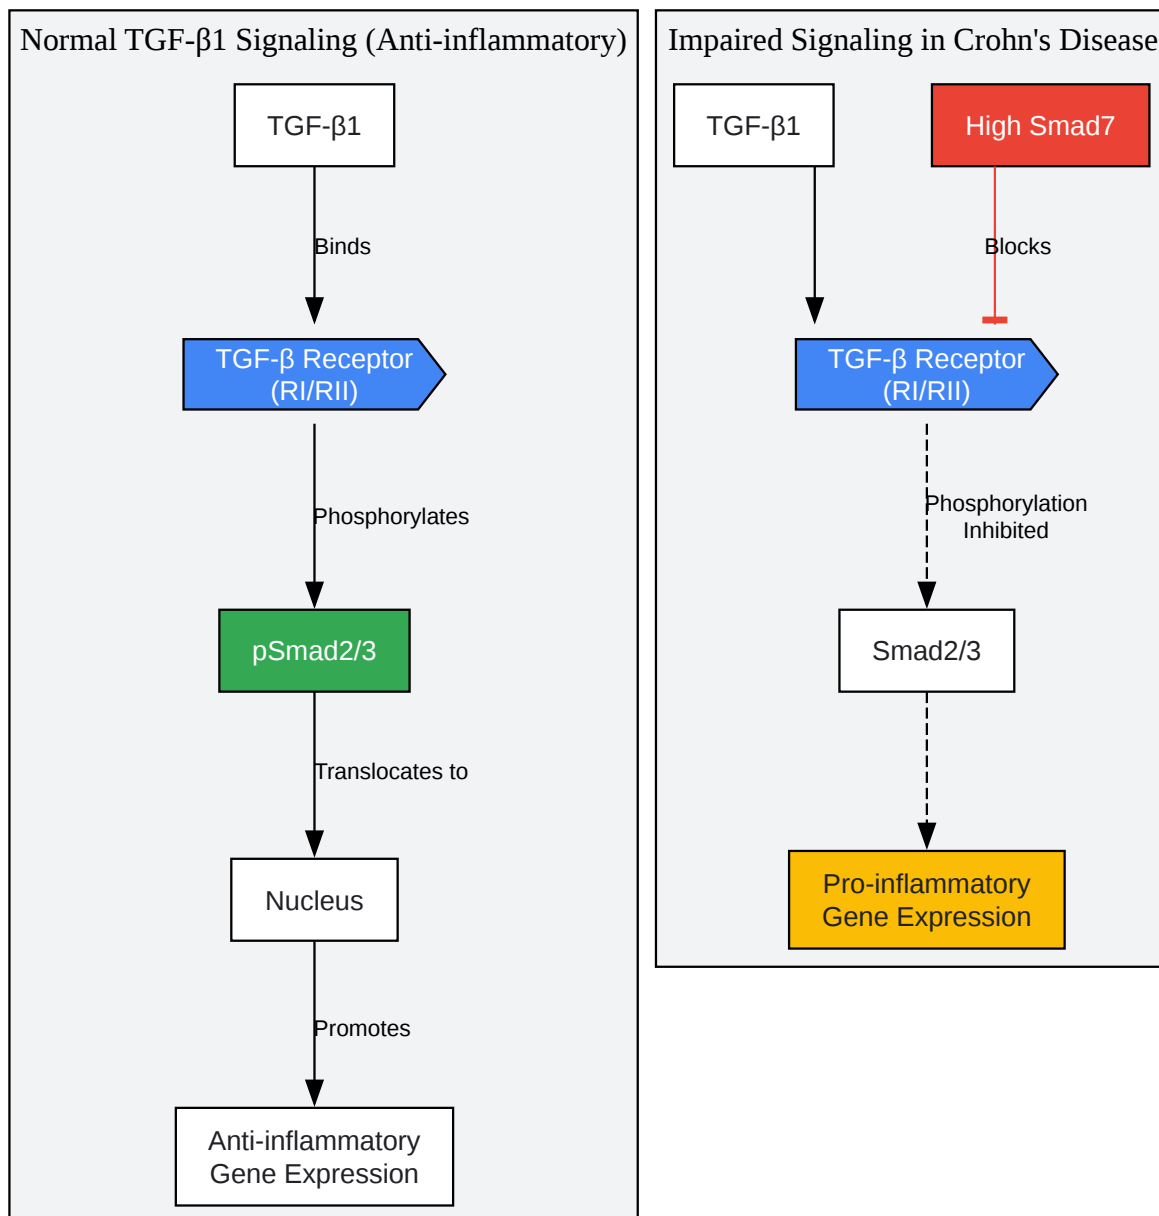 Normal TGF-β1 Signaling (Anti-inflammatory)
TGF-β1
Binds
TGF-β Receptor
(RI/RII)
Phosphorylates
pSmad2/3
Translocates to
Nucleus
Promotes
Anti-inflammatory
Gene Expression
Impaired Signaling in Crohn's Disease
TGF-β1
High Smad7
Blocks
TGF-β Receptor
(RI/RII)
Phosphorylation
Inhibited
Smad2/3
Pro-inflammatory
Gene Expression